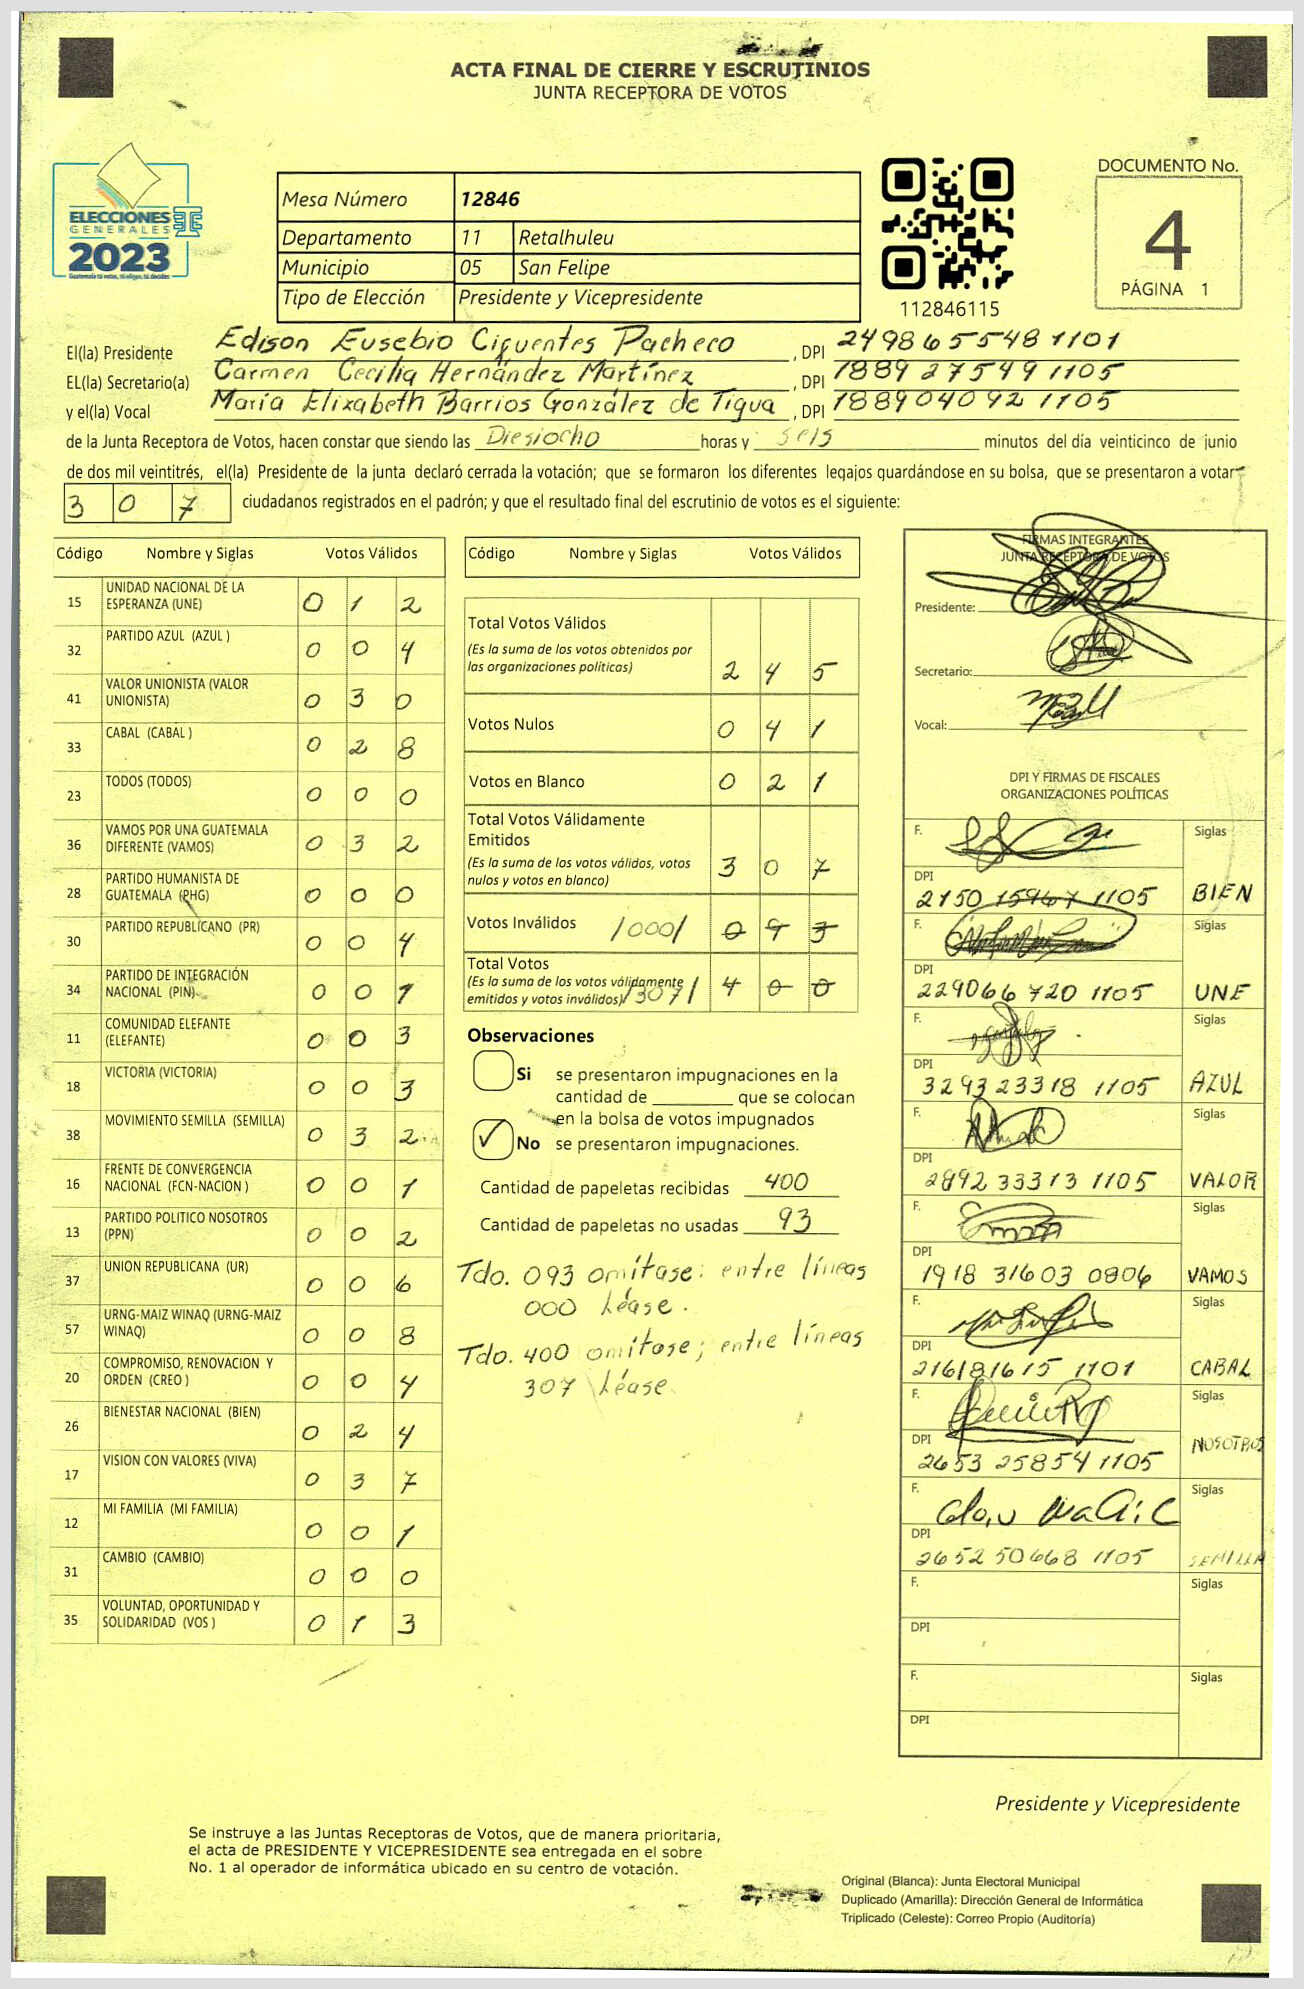 ACTA FINAL DE CIERRE Y ESCRUTINIOS
JUNTA RECEPTORA DE VOTOS
ELECCIONES
GENERALES
2023
Guatemala tú votas, tú eliges, tú decides
Mesa Número 12846
Departamento 11 Retalhuleu
Municipio 05 San Felipe
Tipo de Elección Presidente y Vicepresidente
112846115
DOCUMENTO No.
4
PÁGINA 1
El(la) Presidente Edison Eusebio Cifuentes Pacheco, DPI 2498655481101
EL(la) Secretario(a) Carmen Cecilia Hernández Martínez, DPI 1889 27549 1105
y el(la) Vocal María Elizabeth Barrios González de Tigua, DPI 188904092 1105
de la Junta Receptora de Votos, hacen constar que siendo las Diesiocho horas y seis minutos del día veinticinco de junio
de dos mil veintitrés, el(la) Presidente de la junta declaró cerrada la votación; que se formaron los diferentes legajos quardándose en su bolsa, que se presentaron a votar
3 0 7 ciudadanos registrados en el padrón; y que el resultado final del escrutinio de votos es el siguiente:
Código Nombre y Siglas Votos Válidos
15 UNIDAD NACIONAL DE LA ESPERANZA (UNE) 0 1 2
32 PARTIDO AZUL (AZUL ) 0 0 4
41 VALOR UNIONISTA (VALOR UNIONISTA) 0 3 0
33 CABAL (CABAL ) 0 2 8
23 TODOS (TODOS) 0 0 0
36 VAMOS POR UNA GUATEMALA DIFERENTE (VAMOS) 0 3 2
28 PARTIDO HUMANISTA DE GUATEMALA (PHG) 0 0 0
30 PARTIDO REPUBLICANO (PR) 0 0 4
34 PARTIDO DE INTEGRACIÓN NACIONAL (PIN) 0 0 1
11 COMUNIDAD ELEFANTE (ELEFANTE) 0 0 3
18 VICTORIA (VICTORIA) 0 0 3
38 MOVIMIENTO SEMILLA (SEMILLA) 0 3 2
16 FRENTE DE CONVERGENCIA NACIONAL (FCN-NACION ) 0 0 1
13 PARTIDO POLITICO NOSOTROS (PPN) 0 0 2
37 UNION REPUBLICANA (UR) 0 0 6
57 URNG-MAIZ WINAQ (URNG-MAIZ WINAQ) 0 0 8
20 COMPROMISO, RENOVACION Y ORDEN (CREO ) 0 0 4
26 BIENESTAR NACIONAL (BIEN) 0 2 4
17 VISION CON VALORES (VIVA) 0 3 7
12 MI FAMILIA (MI FAMILIA) 0 0 1
31 CAMBIO (CAMBIO) 0 0 0
35 VOLUNTAD, OPORTUNIDAD Y SOLIDARIDAD (VOS ) 0 1 3
Código Nombre y Siglas Votos Válidos
Total Votos Válidos
(Es la suma de los votos obtenidos por
las organizaciones políticas) 2 4 5
Votos Nulos 0 4 1
Votos en Blanco 0 2 1
Total Votos Válidamente
Emitidos
(Es la suma de los votos válidos, votos
nulos y votos en blanco) 3 0 7
Votos Inválidos /000/ 0 9 3
Total Votos
(Es la suma de los votos válidamente
emitidos y votos inválidos) /307/ 4 0 0
Observaciones
Si se presentaron impugnaciones en la
cantidad de ________ que se colocan
en la bolsa de votos impugnados
No se presentaron impugnaciones.
Cantidad de papeletas recibidas 400
Cantidad de papeletas no usadas 93
Tdo. 093 omítase: entre líneas
000 Léase.
Tdo. 400 omítase; entre líneas
307 Léase.
FIRMAS INTEGRANTES
JUNTA RECEPTORA DE VOTOS
Presidente:
Secretario:
Vocal:
DPI Y FIRMAS DE FISCALES
ORGANIZACIONES POLÍTICAS
F. Siglas
DPI 2150 15967 1105 BIEN
F. Siglas
DPI 229066 720 1105 UNE
F. Siglas
DPI 3293 23318 1105 AZUL
F. Siglas
DPI 2892 33313 1105 VALOR
F. Siglas
DPI 1918 31603 0806 VAMOS
F. Siglas
DPI 216181615 1101 CABAL
F. Siglas
DPI 2653 25854 1105 NOSOTROS
F. Siglas
DPI 2652 50668 1105 SEMILLA
F. Siglas
DPI
F. Siglas
DPI
Presidente y Vicepresidente
Se instruye a las Juntas Receptoras de Votos, que de manera prioritaria,
el acta de PRESIDENTE Y VICEPRESIDENTE sea entregada en el sobre
No. 1 al operador de informática ubicado en su centro de votación.
Original (Blanca): Junta Electoral Municipal
Duplicado (Amarilla): Dirección General de Informática
Triplicado (Celeste): Correo Propio (Auditoría)